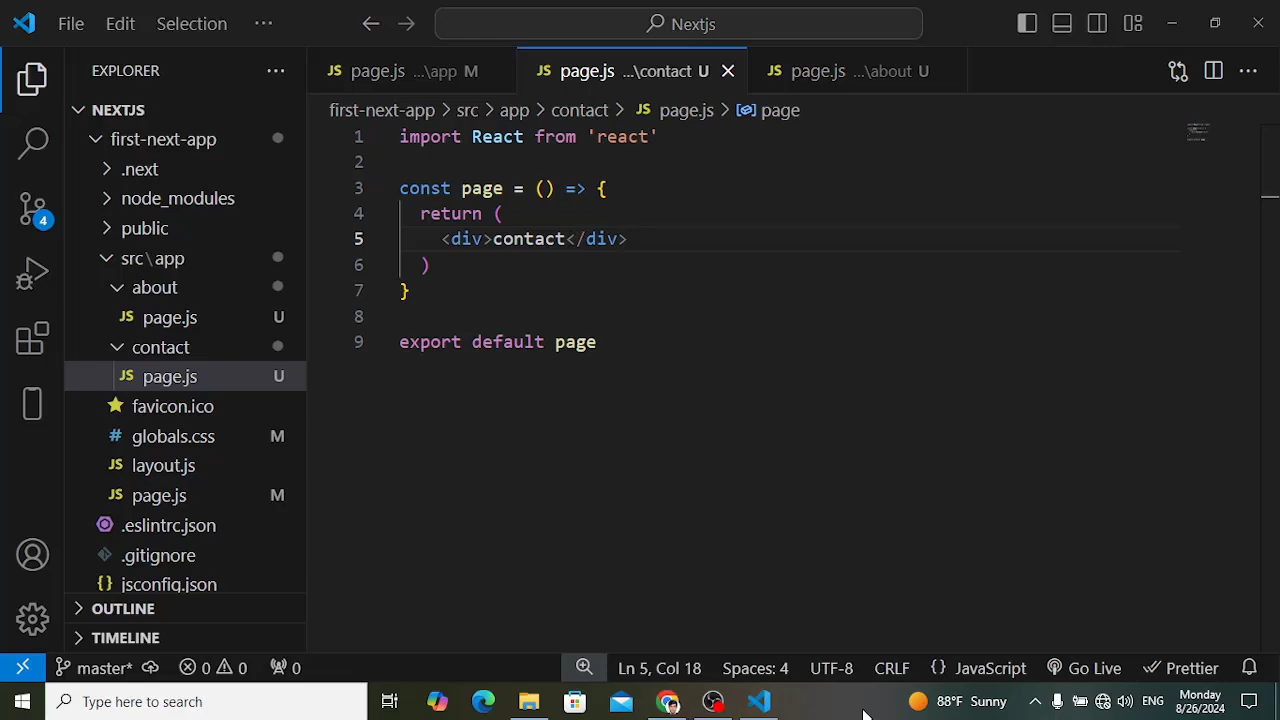 File Edit Selection ··· Nextjs
EXPLORER ···
page.js ...\app M
page.js ...\contact U
page.js ...\about U
NEXTJS
first-next-app
.next
node_modules
public
src\app
about
page.js U
contact
page.js U
favicon.ico
globals.css M
layout.js
page.js M
.eslintrc.json
.gitignore
jsconfig.json
OUTLINE
TIMELINE
first-next-app > src > app > contact > JS page.js > page
1 import React from 'react'
2
3 const page = () => {
4 return (
5 <div>contact</div>
6 )
7 }
8
9 export default page
4
master* 0 0 0 Ln 5, Col 18 Spaces: 4 UTF-8 CRLF {} JavaScript Go Live Prettier
Type here to search
88°F Sunny ENG
Monday
8/26/2024